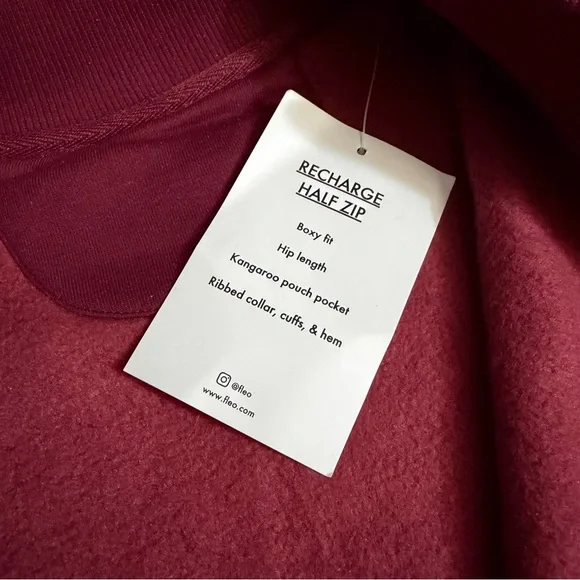 RECHARGE
HALF ZIP
Boxy fit
Hip length
Kangaroo pouch pocket
Ribbed collar, cuffs, & hem
@fleo
www.fleo.com